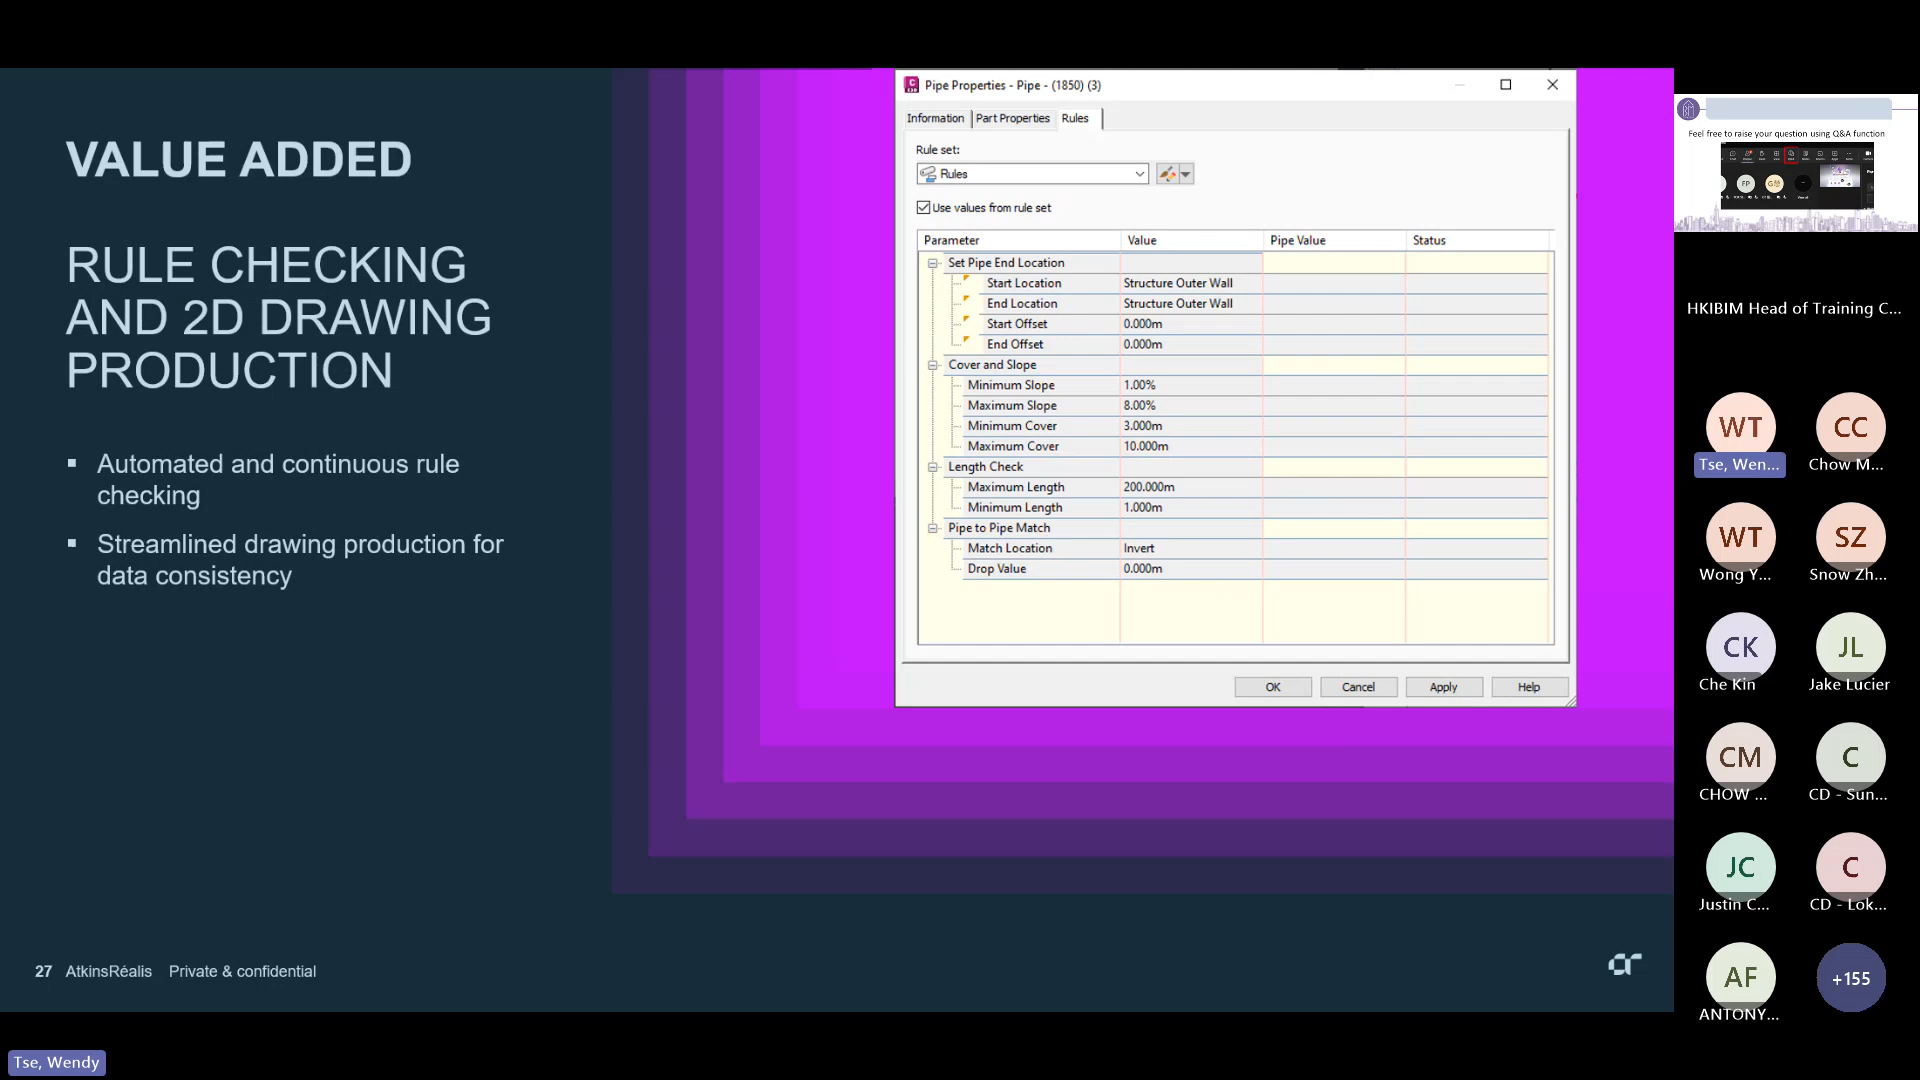 VALUE ADDED
RULE CHECKING
AND 2D DRAWING
PRODUCTION
▪ Automated and continuous rule
checking
▪ Streamlined drawing production for
data consistency
27 AtkinsRéalis Private & confidential
Pipe Properties - Pipe - (1850) (3)
Information Part Properties Rules
Rule set:
Rules
Use values from rule set
Parameter Value Pipe Value Status
Set Pipe End Location
Start Location Structure Outer Wall
End Location Structure Outer Wall
Start Offset 0.000m
End Offset 0.000m
Cover and Slope
Minimum Slope 1.00%
Maximum Slope 8.00%
Minimum Cover 3.000m
Maximum Cover 10.000m
Length Check
Maximum Length 200.000m
Minimum Length 1.000m
Pipe to Pipe Match
Match Location Invert
Drop Value 0.000m
OK Cancel Apply Help
Feel free to raise your question using Q&A function
FP
HKIBIM Head of Training C...
WT CC
Tse, Wen... Chow M...
WT SZ
Wong Y... Snow Zh...
CK JL
Che Kin Jake Lucier
CM C
CHOW ... CD - Sun...
JC C
Justin C... CD - Lok...
AF +155
ANTONY...
Tse, Wendy